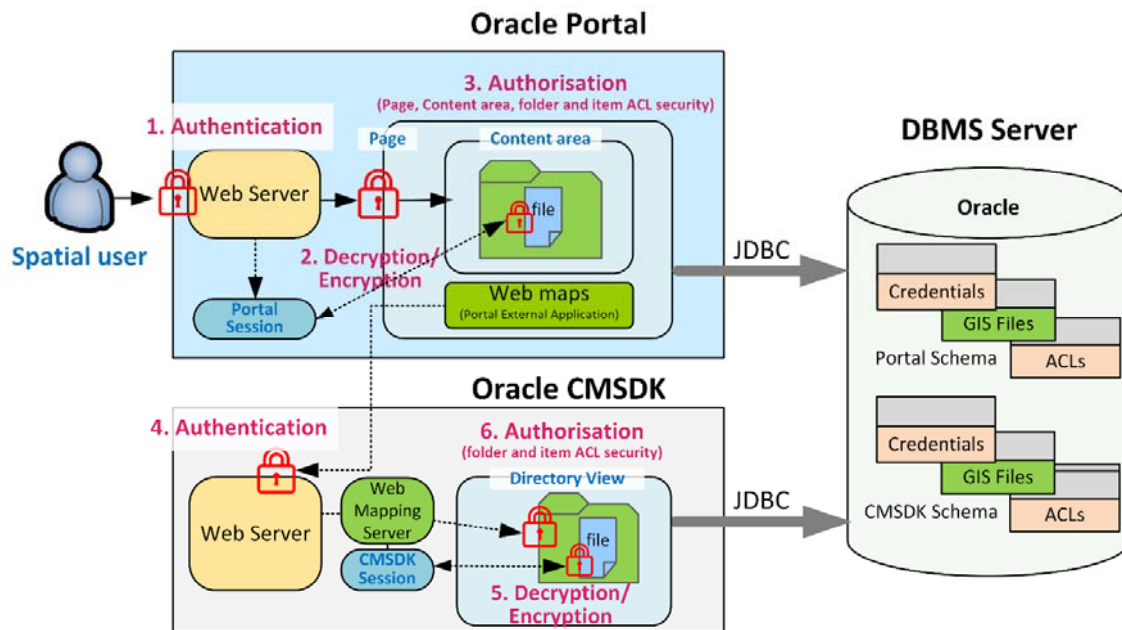 Oracle Portal
3. Authorisation
(Page, Content area, folder and item ACL security)
1. Authentication
Page
Content area
Web Server
file
Spatial user
2. Decryption/
Encryption
Portal
Session
Web maps
(Portal External Application)
JDBC
DBMS Server
Oracle
Credentials
GIS Files
Portal Schema
ACLs
Credentials
GIS Files
CMSDK Schema
ACLs
Oracle CMSDK
4. Authentication
6. Authorisation
(folder and item ACL security)
Directory View
Web Server
Web
Mapping
Server
CMSDK
Session
file
5. Decryption/
Encryption
JDBC